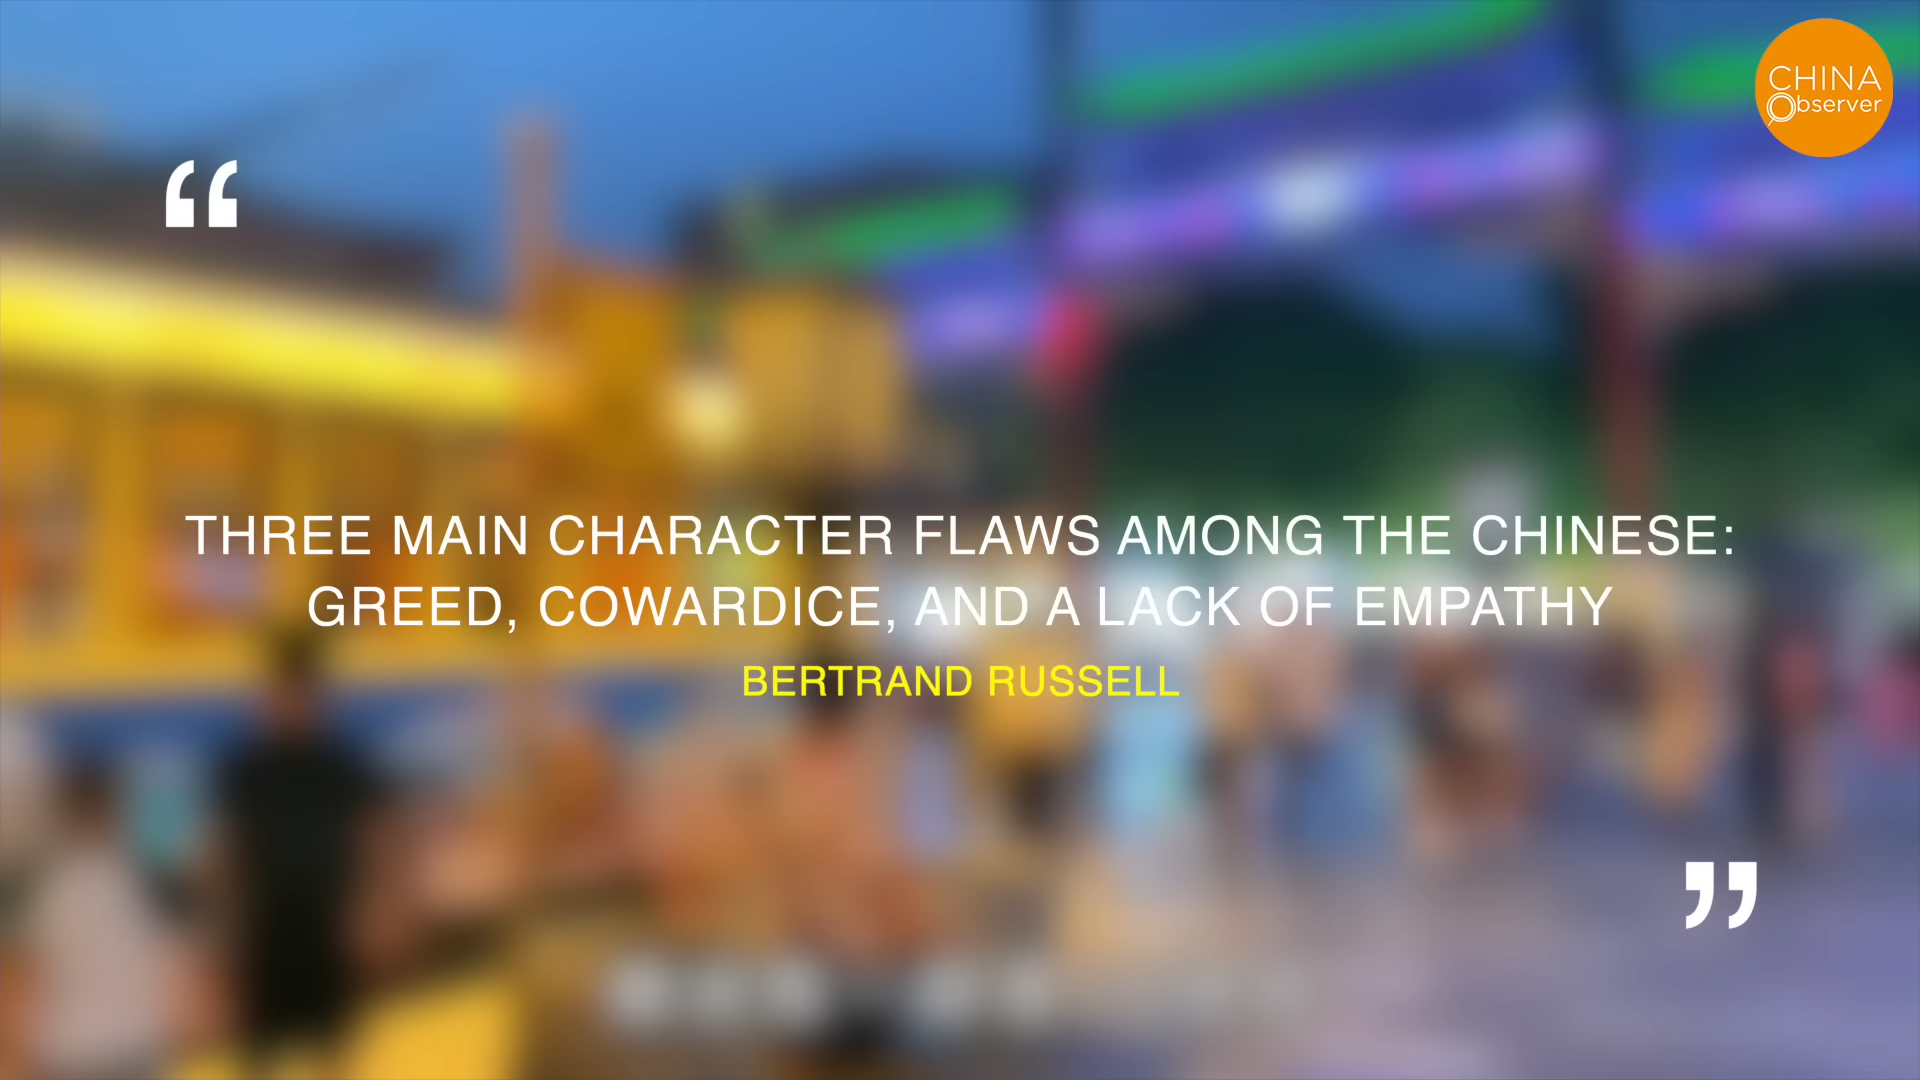 CHINA
Observer
“
THREE MAIN CHARACTER FLAWS AMONG THE CHINESE:
GREED, COWARDICE, AND A LACK OF EMPATHY
BERTRAND RUSSELL
”